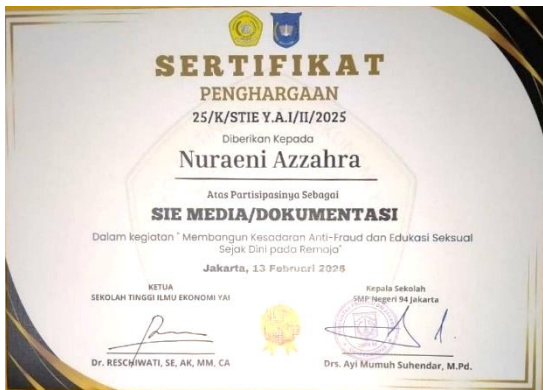 SERTIFIKAT
PENGHARGAAN
25/K/STIE Y.A.I/II/2025
Diberikan Kepada
Nuraeni Azzahra
Atas Partisipasinya Sebagai
SIE MEDIA/DOKUMENTASI
Dalam kegiatan " Membangun Kesadaran Anti-Fraud dan Edukasi Seksual
Sejak Dini pada Remaja"
Jakarta, 13 Februari 2025
KETUA
SEKOLAH TINGGI ILMU EKONOMI YAI
Dr. RESCHIWATI, SE, AK, MM, CA
Kepala Sekolah
SMP Negeri 94 Jakarta
Drs. Ayi Mumuh Suhendar, M.Pd.